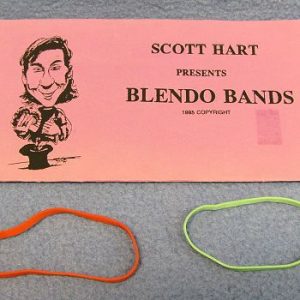 SCOTT HART
PRESENTS
BLENDO BANDS
1985 COPYRIGHT